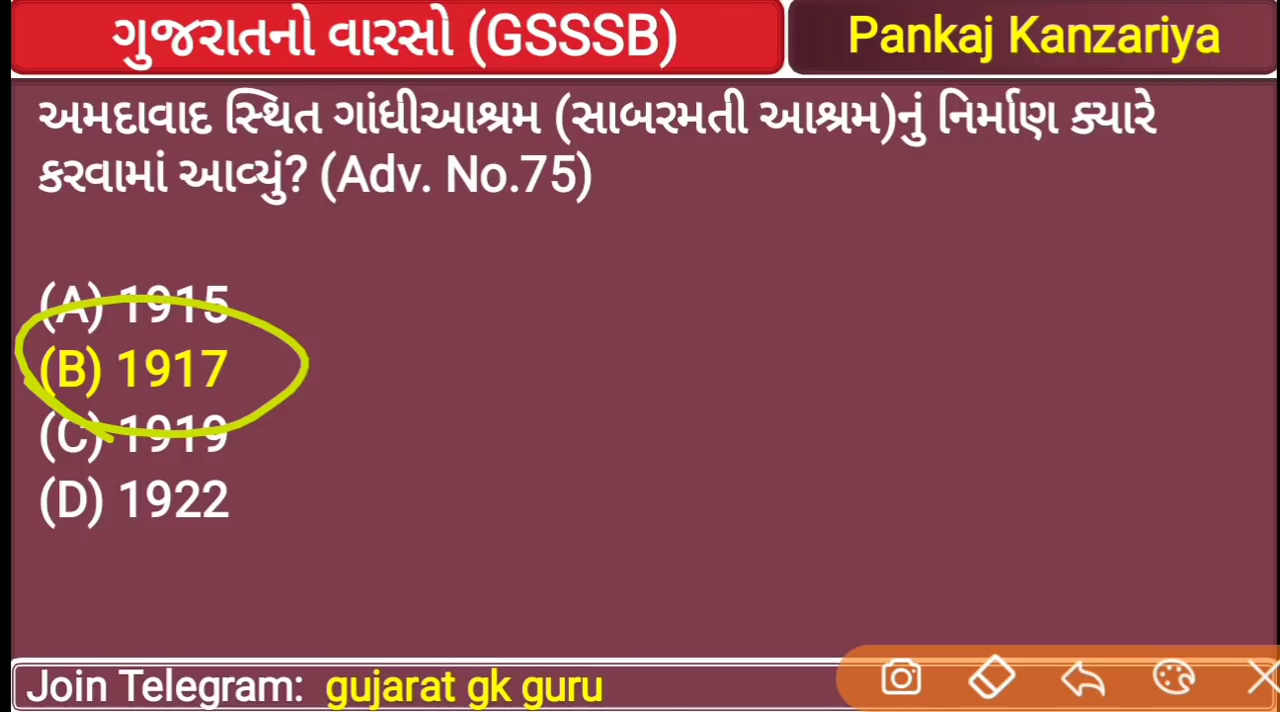 ગુજરાતનો વારસો (GSSSB)
Pankaj Kanzariya
અમદાવાદ સ્થિત ગાંધીઆશ્રમ (સાબરમતી આશ્રમ)નું નિર્માણ ક્યારે
કરવામાં આવ્યું? (Adv. No.75)
(A) 1915
(B) 1917
(C) 1919
(D) 1922
Join Telegram: gujarat gk guru